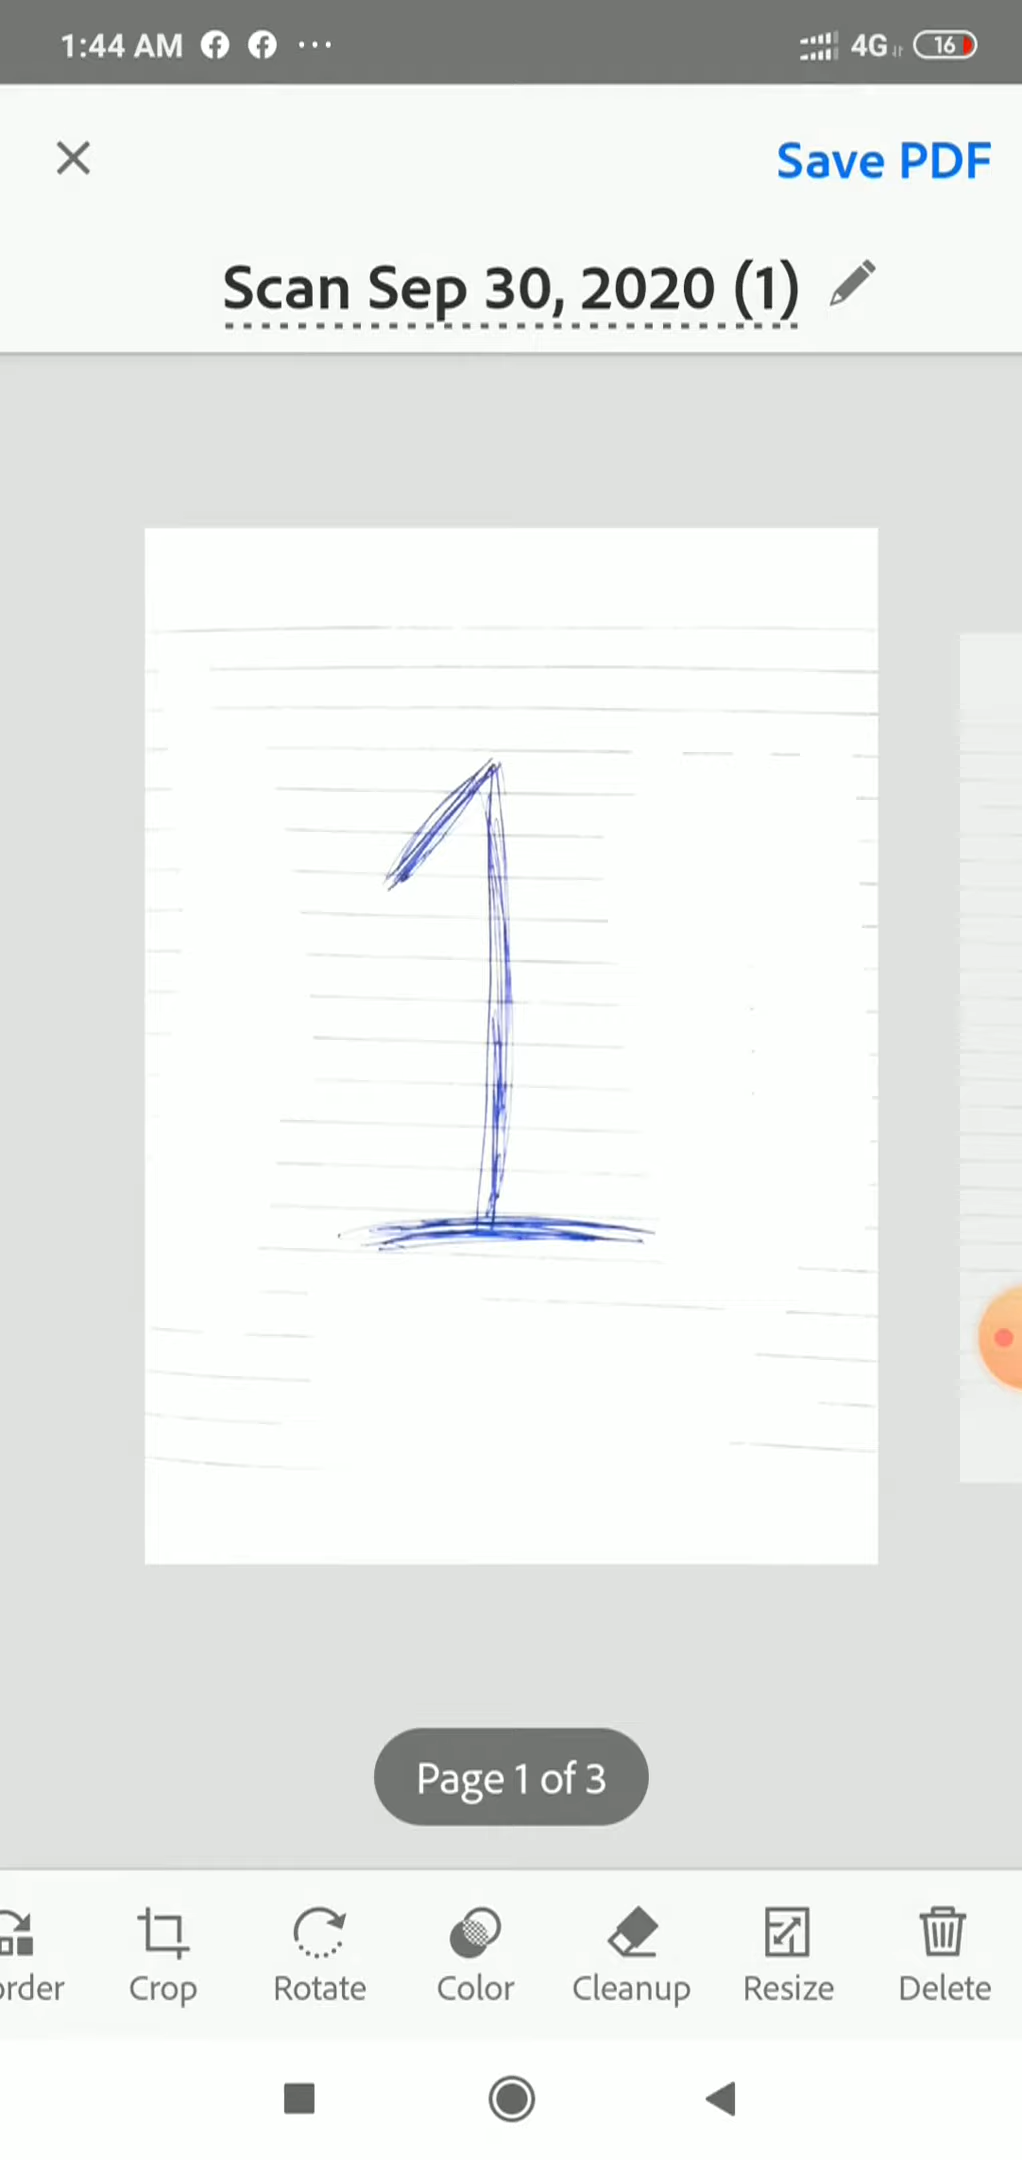 1:44 AM
4G 16
Save PDF
Scan Sep 30, 2020 (1)
1
Page 1 of 3
order
Crop
Rotate
Color
Cleanup
Resize
Delete